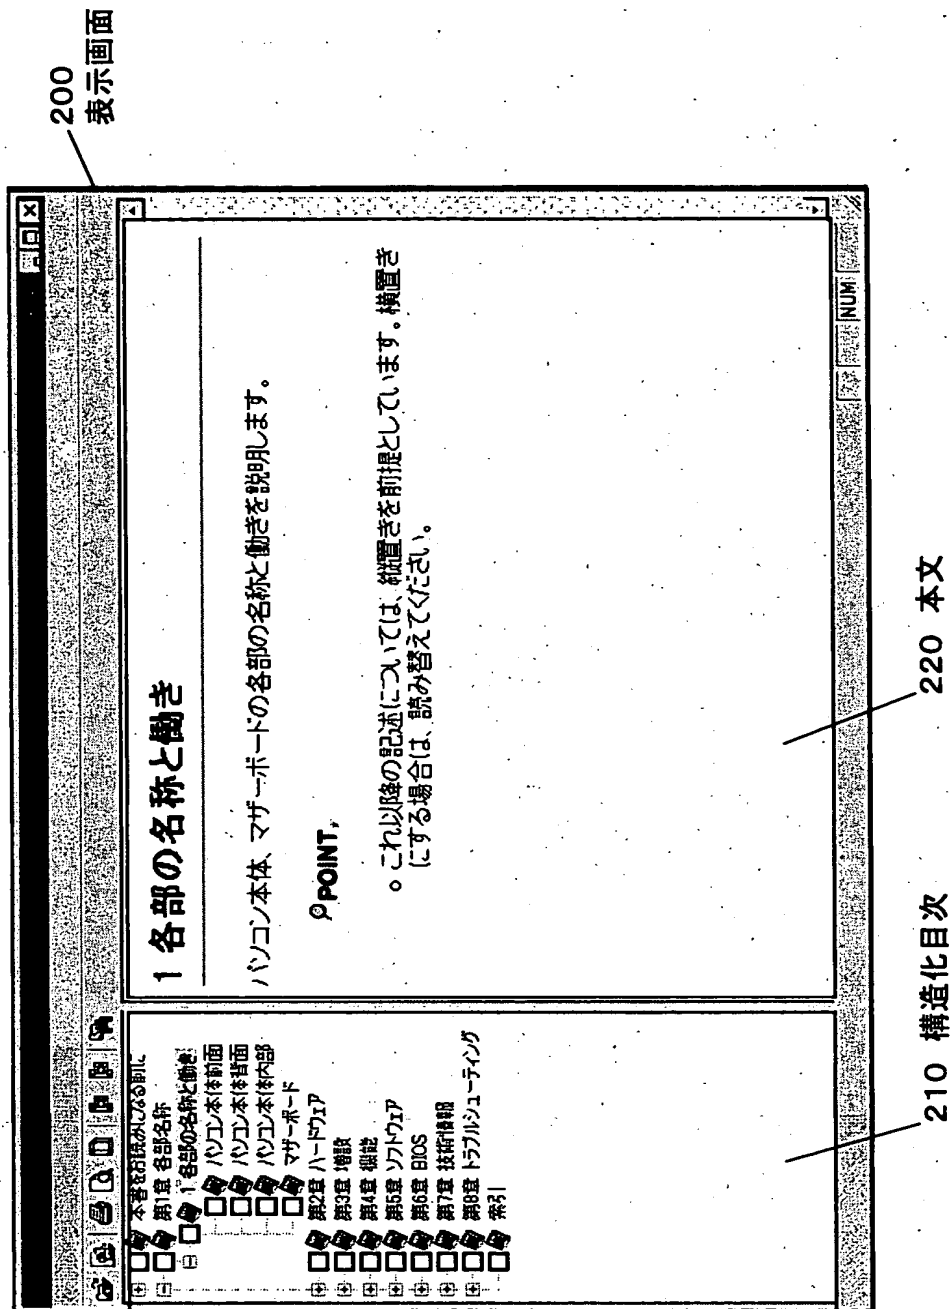 200
表示画面
本書をお読みになる前に
第1章 各部名称
1 各部の名称と働き
パソコン本体前面
パソコン本体背面
パソコン本体内部
マザーボード
第2章 ハードウェア
第3章 増設
第4章 機能
第5章 ソフトウェア
第6章 BIOS
第7章 技術情報
第8章 トラブルシューティング
索引
1 各部の名称と働き
パソコン本体、マザーボードの各部の名称と働きを説明します。
POINT
これ以降の記述については、縦置きを前提としています。横置き
にする場合は、読み替えてください。
NUM
210 構造化目次
220 本文